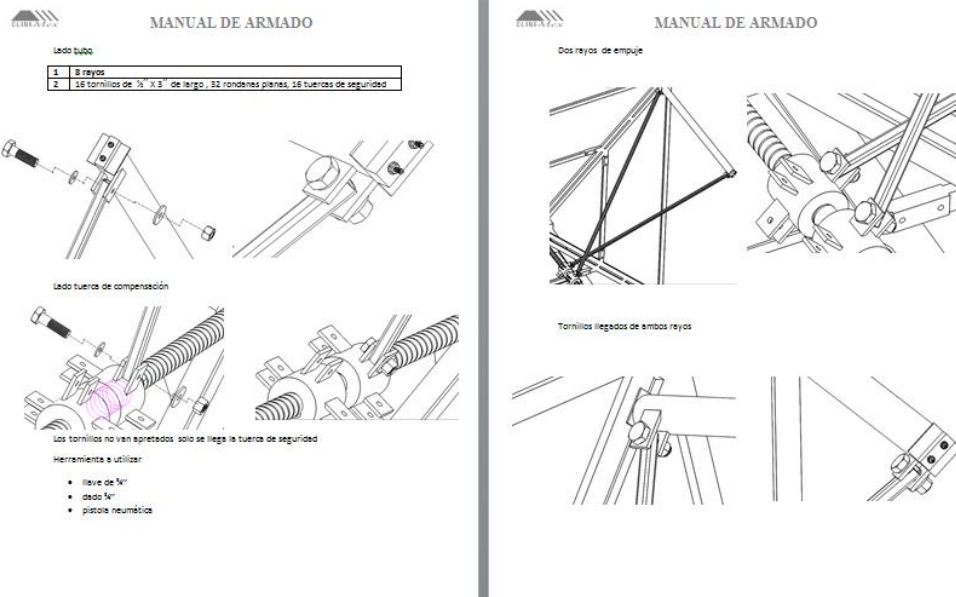 MANUAL DE ARMADO
Lado tubo.
1 8 rayos
2 16 tornillos de ½´´ X 3´´ de largo , 32 rondanas planas, 16 tuercas de seguridad
Lado tuerca de compensación
Los tornillos no van apretados solo se llega la tuerca de seguridad
Herramienta a utilizar
• llave de ¾”
• dado ¾”
• pistola neumática
MANUAL DE ARMADO
Dos rayos de empuje
Tornillos llegados de ambos rayos